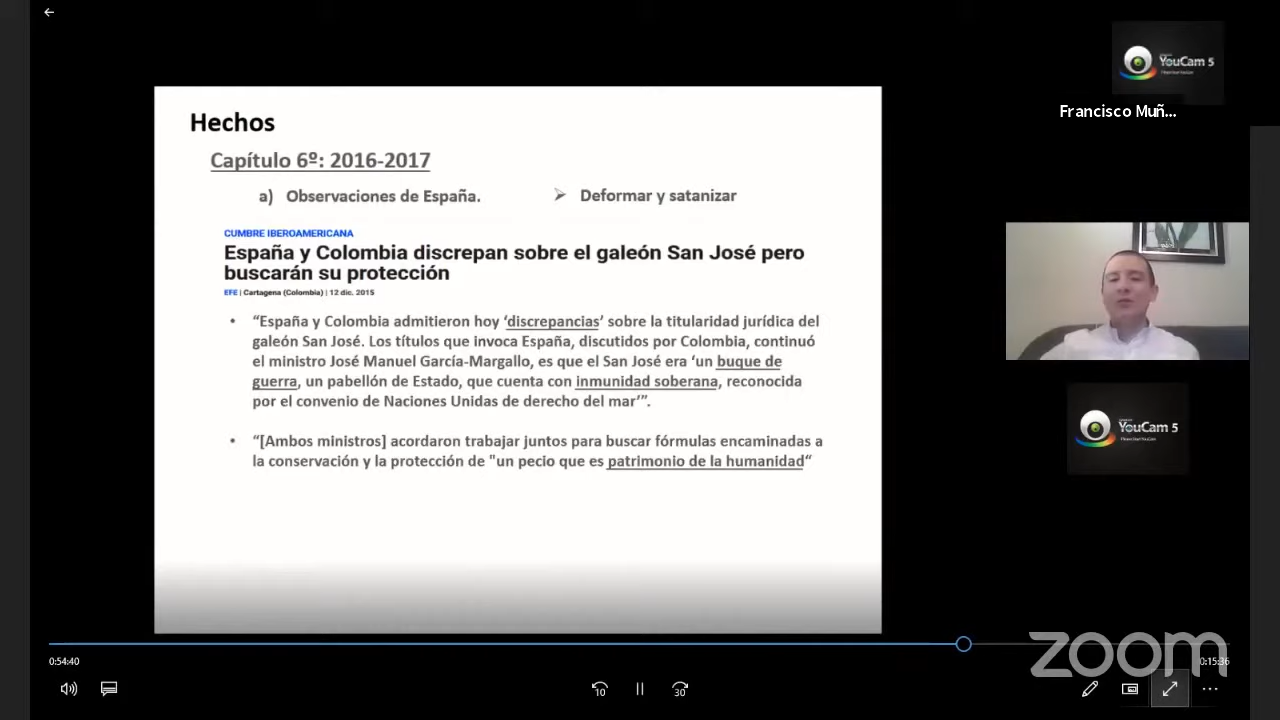 YouCam 5
Francisco Muñ...
Hechos
Capítulo 6º: 2016-2017
a) Observaciones de España.
➢ Deformar y satanizar
CUMBRE IBEROAMERICANA
España y Colombia discrepan sobre el galeón San José pero
buscarán su protección
EFE | Cartagena (Colombia) | 12 dic. 2015
• “España y Colombia admitieron hoy ‘discrepancias’ sobre la titularidad jurídica del
galeón San José. Los títulos que invoca España, discutidos por Colombia, continuó
el ministro José Manuel García-Margallo, es que el San José era ‘un buque de
guerra, un pabellón de Estado, que cuenta con inmunidad soberana, reconocida
por el convenio de Naciones Unidas de derecho del mar’”.
• “[Ambos ministros] acordaron trabajar juntos para buscar fórmulas encaminadas a
la conservación y la protección de "un pecio que es patrimonio de la humanidad“
YouCam 5
zoom
0:54:40
0:15:36
10
30